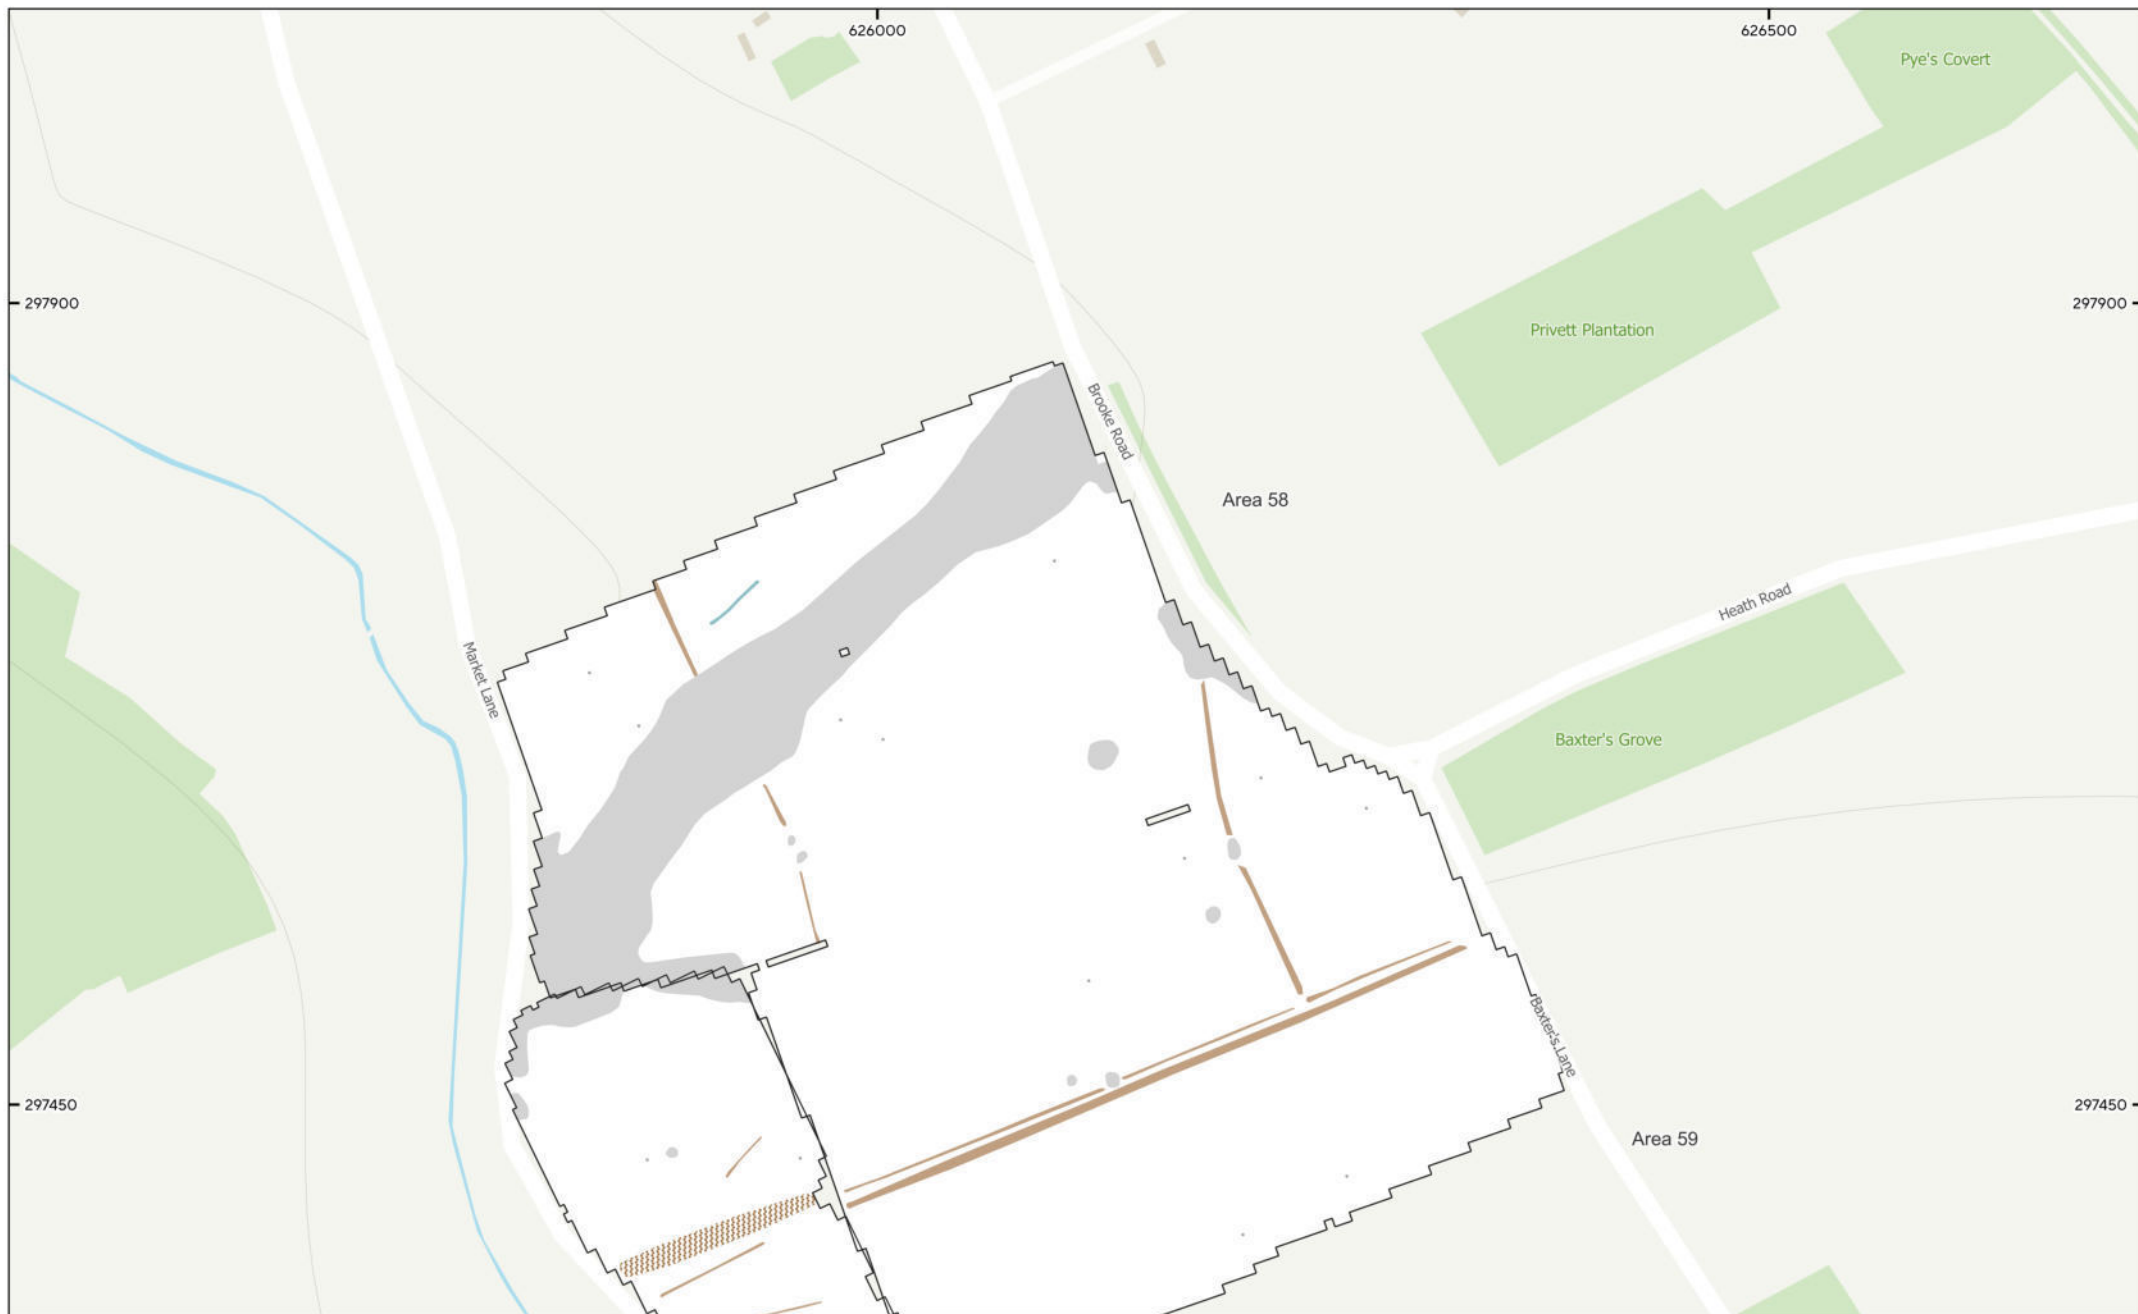 626000
626500
Pye's Covert
297900
297900
Privett Plantation
Brooke Road
Area 58
Heath Road
Market Lane
Baxter's Grove
Baxter's Lane
297450
297450
Area 59